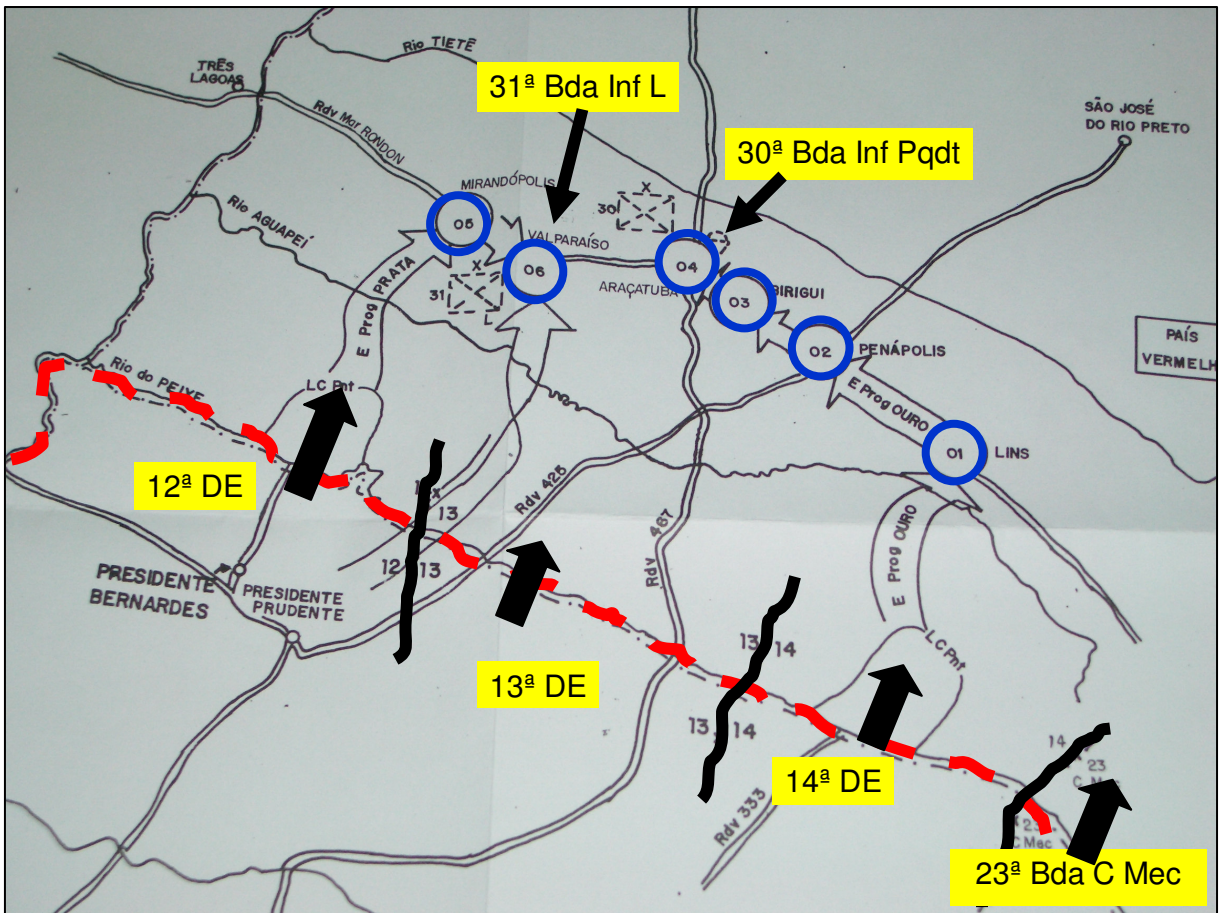 Rio TIETÊ
TRÊS
LAGOAS
31ª Bda Inf L
SÃO JOSÉ
DO RIO PRETO
Rdv Mar RONDON
30ª Bda Inf Pqdt
MIRANDÓPOLIS
X
30
05
Rio AGUAPEÍ
VALPARAÍSO
04
06
X
31
L
ARAÇATUBA
03
BIRIGUI
E Prog PRATA
02
PENÁPOLIS
PAÍS
VERMELH
Rio do PEIXE
LC Pnt
E Prog OURO
01
LINS
12ª DE
Rdv 425
13
Rdv 467
E Prog OURO
12
13
PRESIDENTE
BERNARDES
PRESIDENTE
PRUDENTE
LC Pnt
13
14
13ª DE
13
14
14ª DE
14
23
Rdv 333
23
C Mec
23ª Bda C Mec